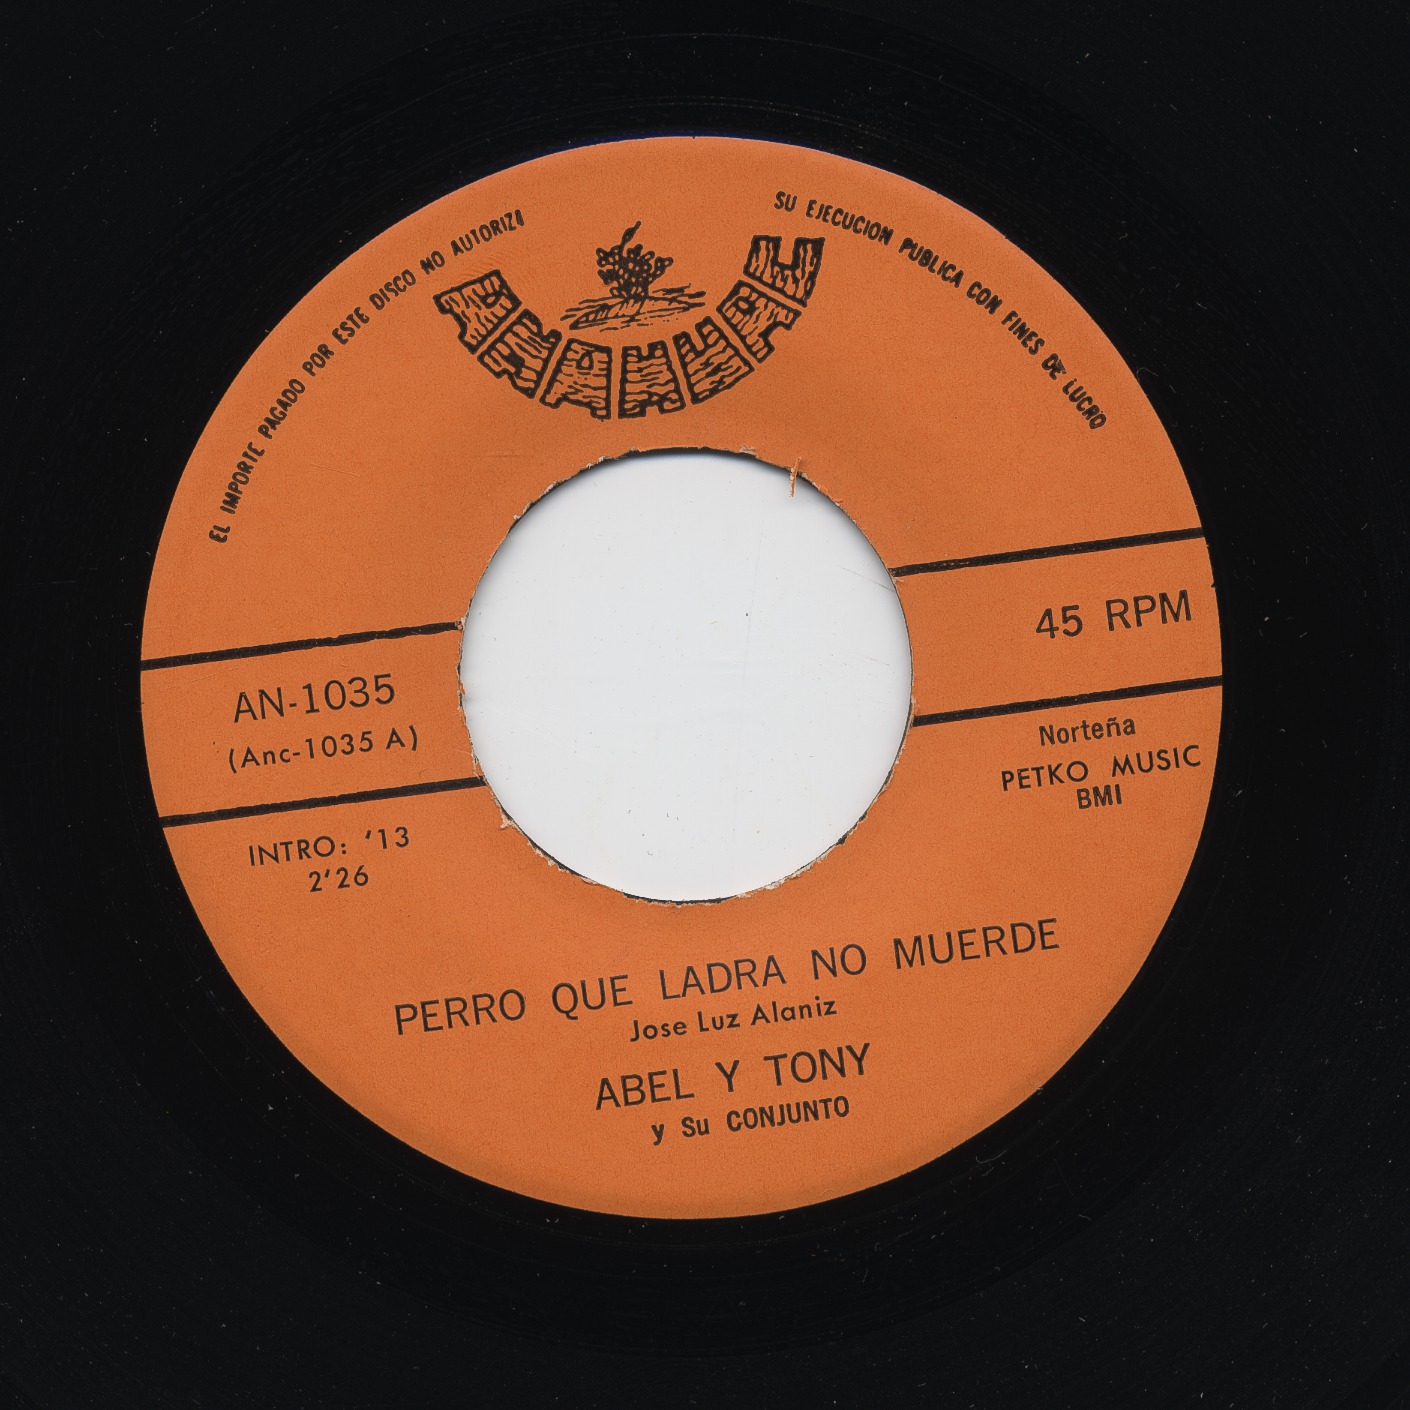 EL IMPORTE PAGADO POR ESTE DISCO NO AUTORIZA
SU EJECUCION PUBLICA CON FINES DE LUCRO
ANAHUAC
45 RPM
AN-1035
(Anc-1035 A)
Norteña
PETKO MUSIC
BMI
INTRO: '13
2'26
PERRO QUE LADRA NO MUERDE
Jose Luz Alaniz
ABEL Y TONY
y Su CONJUNTO